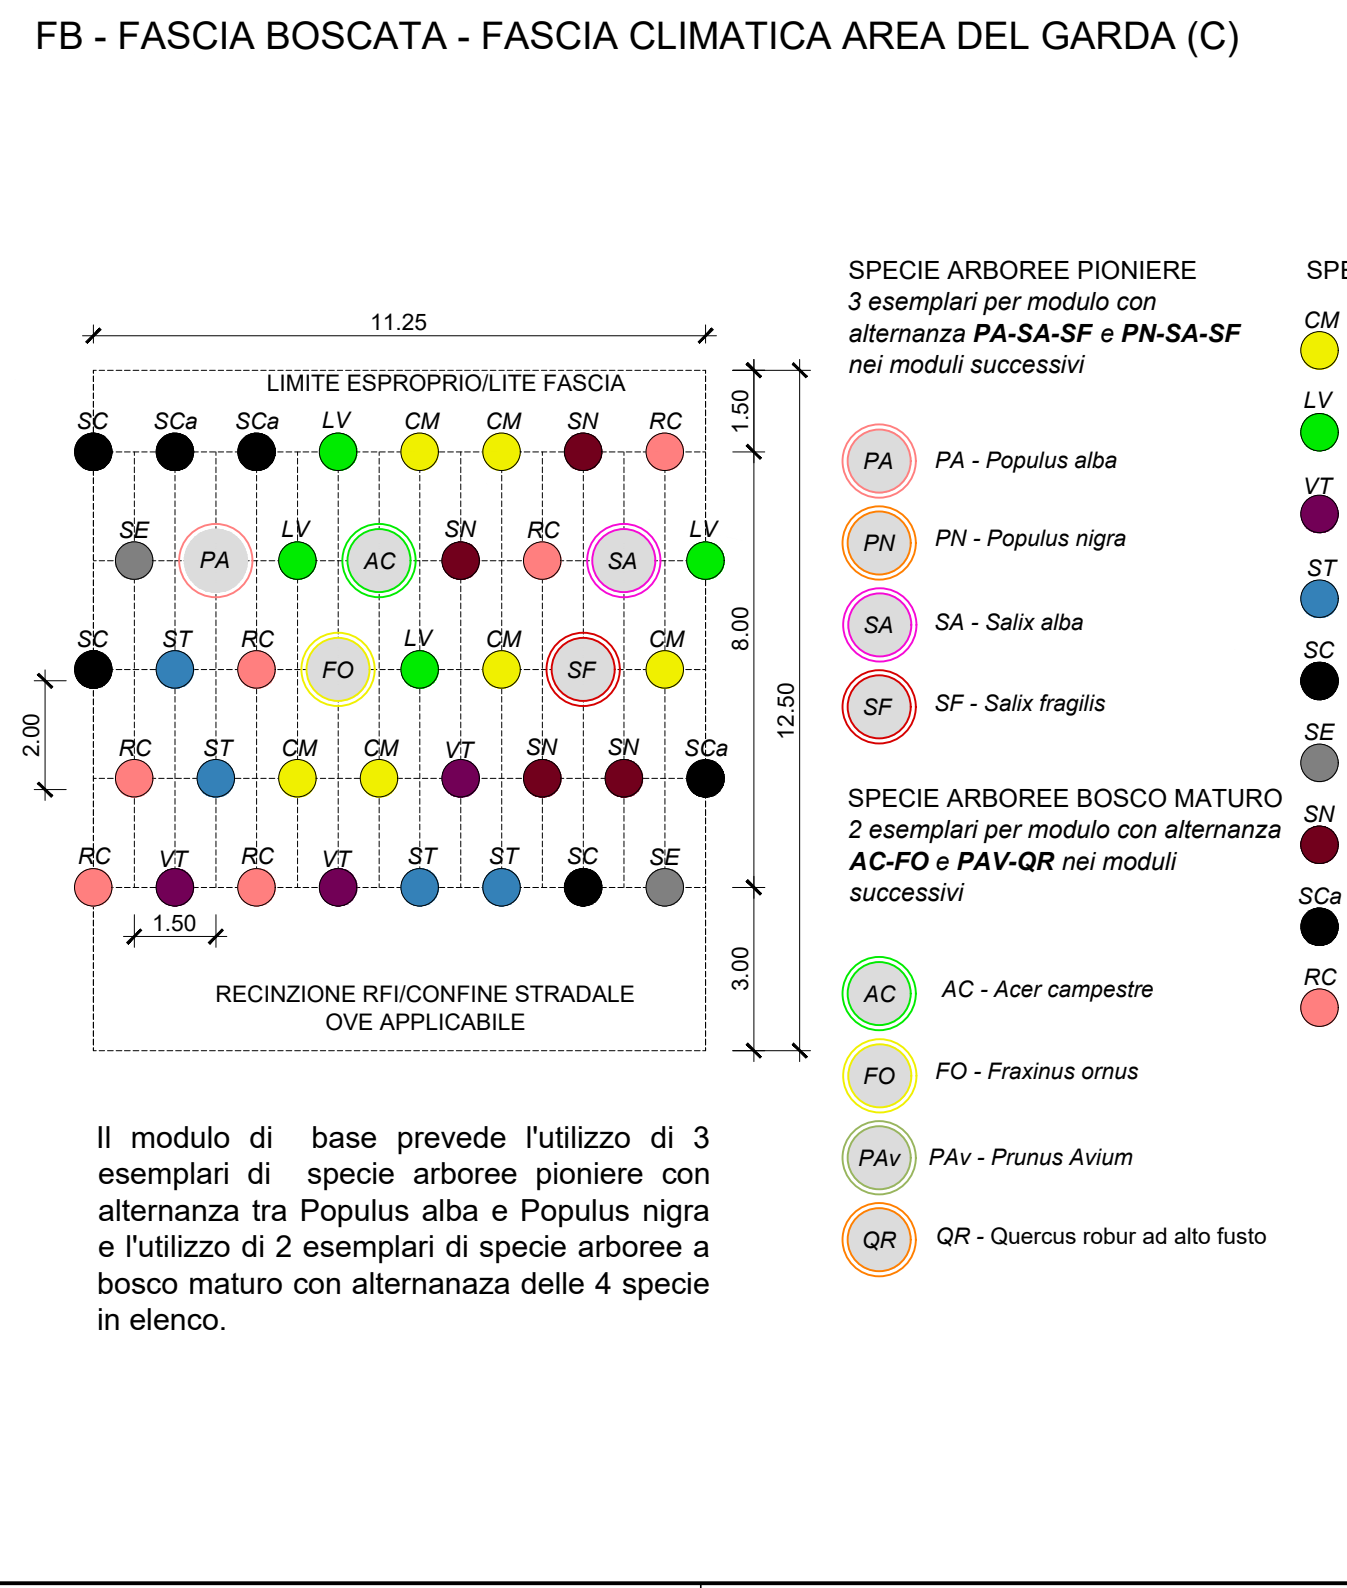 FB - FASCIA BOSCATA - FASCIA CLIMATICA AREA DEL GARDA (C)
11.25
LIMITE ESPROPRIO/LITE FASCIA
1.50
SC SCa SCa LV CM CM SN RC
SE PA LV AC SN RC SA LV
8.00
SC ST RC FO LV CM SF CM
12.50
2.00
RC ST CM CM VT SN SN SCa
RC VT RC VT ST ST SC SE
1.50
3.00
RECINZIONE RFI/CONFINE STRADALE
OVE APPLICABILE
Il modulo di base prevede l'utilizzo di 3
esemplari di specie arboree pioniere con
alternanza tra Populus alba e Populus nigra
e l'utilizzo di 2 esemplari di specie arboree a
bosco maturo con alternanaza delle 4 specie
in elenco.
SPECIE ARBOREE PIONIERE
3 esemplari per modulo con
alternanza PA-SA-SF e PN-SA-SF
nei moduli successivi
PA PA - Populus alba
PN PN - Populus nigra
SA SA - Salix alba
SF SF - Salix fragilis
SPECIE ARBOREE BOSCO MATURO
2 esemplari per modulo con alternanza
AC-FO e PAV-QR nei moduli
successivi
AC AC - Acer campestre
FO FO - Fraxinus ornus
PAv PAv - Prunus Avium
QR QR - Quercus robur ad alto fusto
SPE
CM
LV
VT
ST
SC
SE
SN
SCa
RC